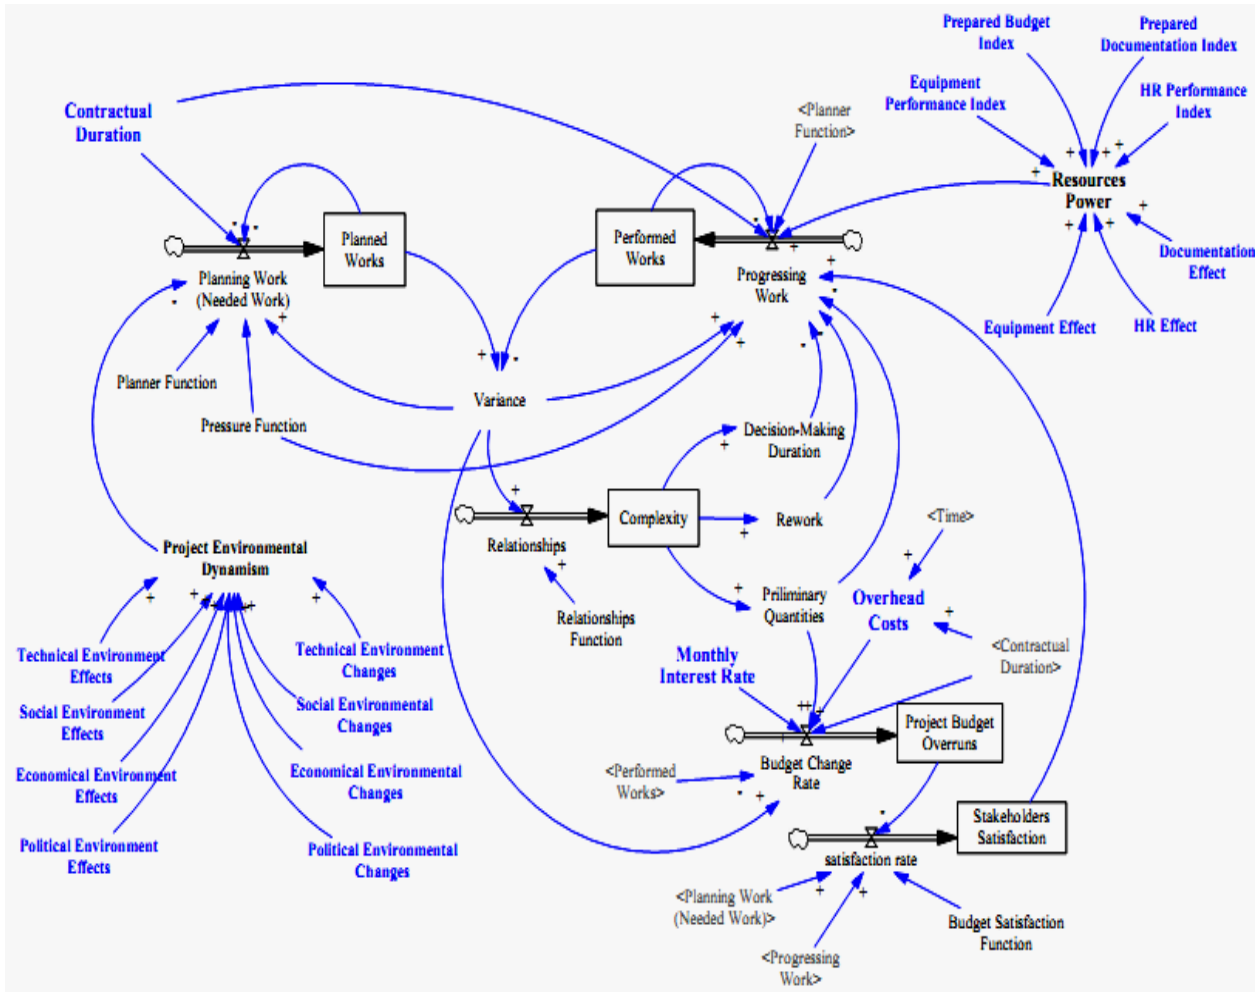 Prepared Budget
Index
Prepared
Documentation Index
Equipment
Performance Index
HR Performance
Index
Contractual
Duration
<Planner
Function>
Resources
Power
Planned
Works
Performed
Works
Planning Work
(Needed Work)
Progressing
Work
Documentation
Effect
Equipment Effect
HR Effect
Planner Function
Pressure Function
Variance
Decision-Making
Duration
Complexity
Rework
<Time>
Relationships
Project Environmental
Dynamism
Priliminary
Quantities
Overhead
Costs
Relationships
Function
Technical Environment
Effects
Technical Environment
Changes
Monthly
Interest Rate
<Contractual
Duration>
Social Environment
Effects
Social Environmental
Changes
Project Budget
Overruns
Economical Environment
Effects
Economical Environmental
Changes
<Performed
Works>
Budget Change
Rate
Stakeholders
Satisfaction
Political Environment
Effects
Political Environmental
Changes
satisfaction rate
<Planning Work
(Needed Work)>
Budget Satisfaction
Function
<Progressing
Work>